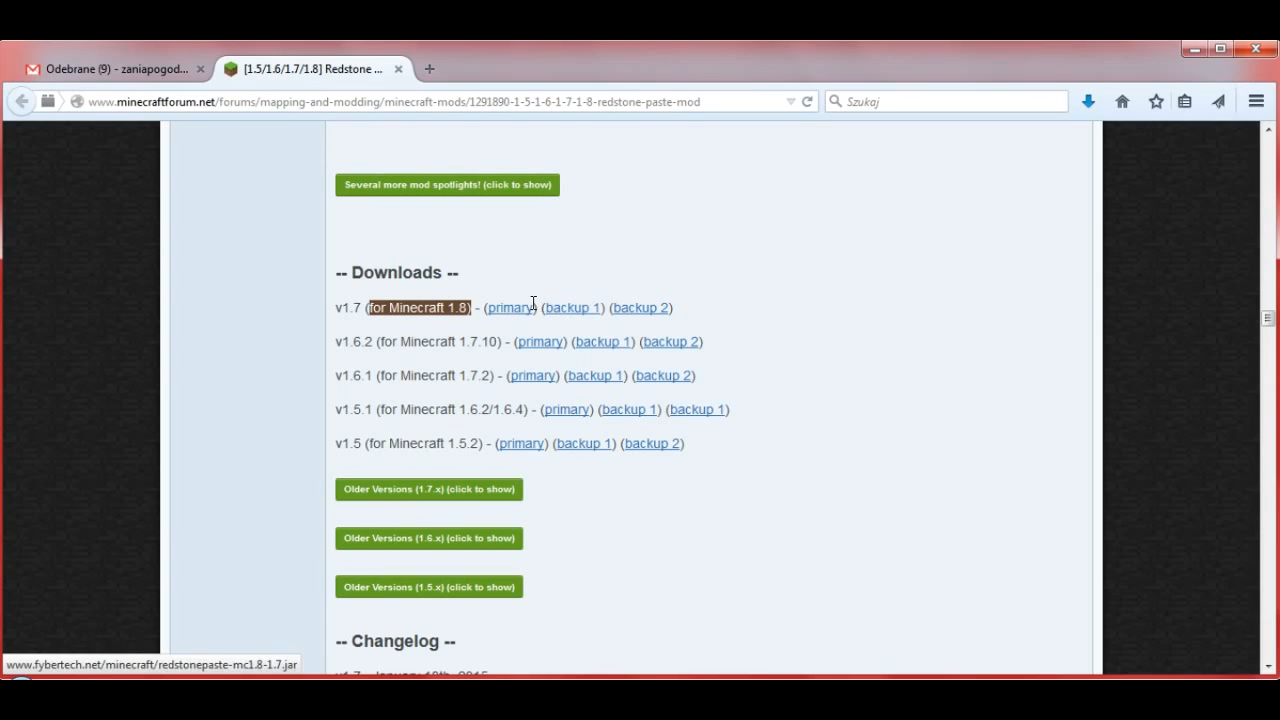 Odebrane (9) - zaniapogod...
[1.5/1.6/1.7/1.8] Redstone ...
www.minecraftforum.net/forums/mapping-and-modding/minecraft-mods/1291890-1-5-1-6-1-7-1-8-redstone-paste-mod
Szukaj
Several more mod spotlights! (click to show)
-- Downloads --
v1.7 (for Minecraft 1.8) - (primary) (backup 1) (backup 2)
v1.6.2 (for Minecraft 1.7.10) - (primary) (backup 1) (backup 2)
v1.6.1 (for Minecraft 1.7.2) - (primary) (backup 1) (backup 2)
v1.5.1 (for Minecraft 1.6.2/1.6.4) - (primary) (backup 1) (backup 1)
v1.5 (for Minecraft 1.5.2) - (primary) (backup 1) (backup 2)
Older Versions (1.7.x) (click to show)
Older Versions (1.6.x) (click to show)
Older Versions (1.5.x) (click to show)
-- Changelog --
www.fybertech.net/minecraft/redstonepaste-mc1.8-1.7.jar